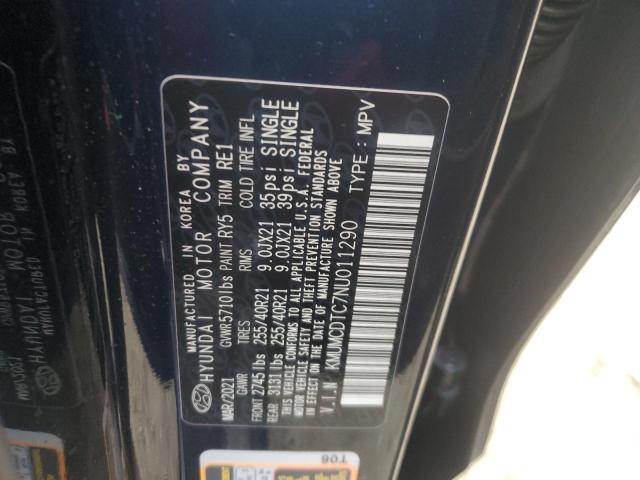 MANUFACTURED IN KOREA BY
HYUNDAI MOTOR COMPANY
MAR/2021 GVWR 5710lbs PAINT RY5 TRIM RE1
GAWR TIRES RIMS COLD TIRE INFL
FRONT 2745 lbs 255/40R21 9.0JX21 35psi SINGLE
REAR 3131 lbs 255/40R21 9.0JX21 39psi SINGLE
THIS VEHICLE CONFORMS TO ALL APPLICABLE U.S.A. FEDERAL
MOTOR VEHICLE SAFETY AND THEFT PREVENTION STANDARDS
IN EFFECT ON THE DATE OF MANUFACTURE SHOWN ABOVE
V.I.N KMUMCDTC7NU011290 TYPE : MPV
T06